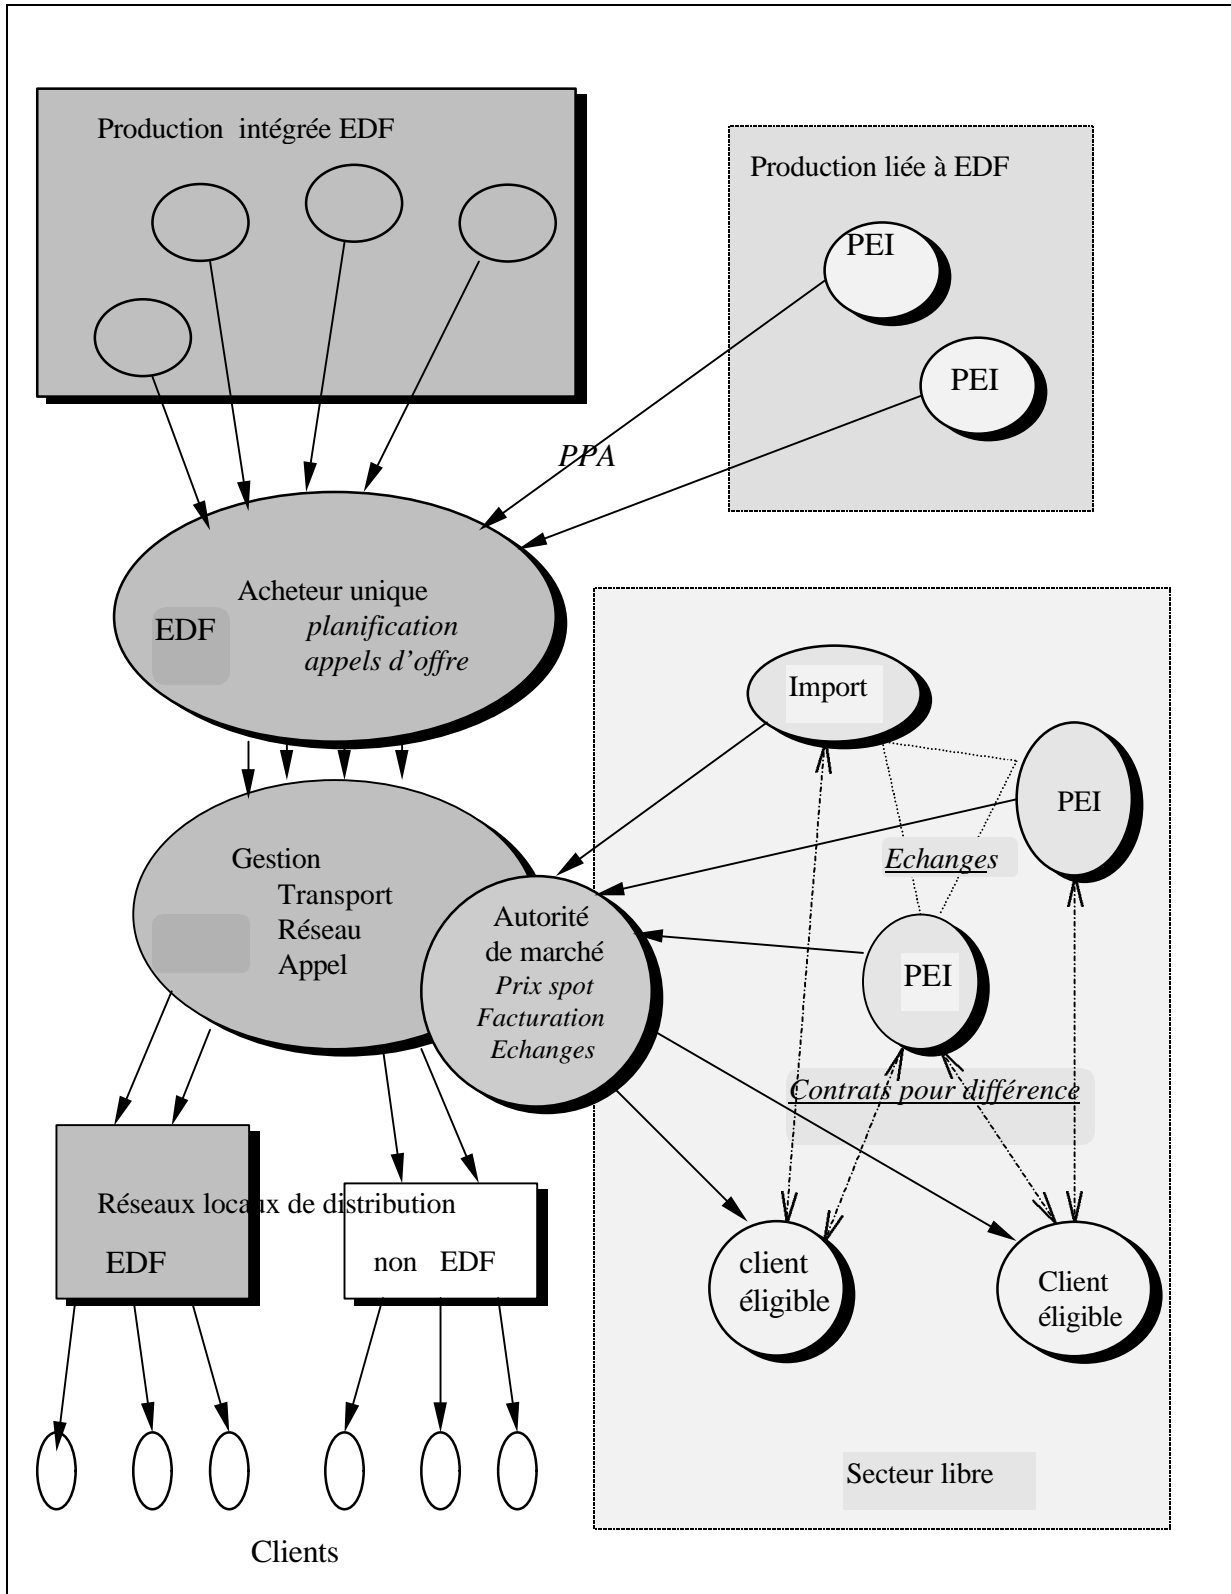 Production intégrée EDF
Production liée à EDF
PEI
PEI
PPA
Acheteur unique
EDF
planification
appels d’offre
Import
PEI
Echanges
Gestion
Transport
Réseau
Appel
Autorité
de marché
Prix spot
Facturation
Echanges
PEI
Contrats pour différence
Réseaux locaux de distribution
EDF
non EDF
client
éligible
Client
éligible
Secteur libre
Clients